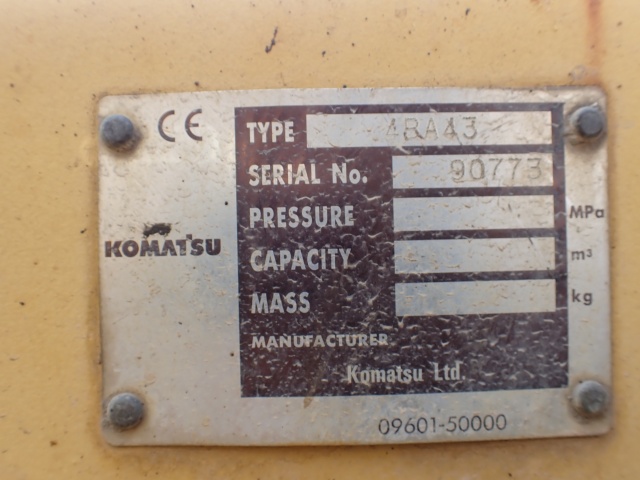 CE
TYPE 4BA43
SERIAL No. 90773
PRESSURE MPa
KOMATSU
CAPACITY m³
MASS kg
MANUFACTURER
Komatsu Ltd
09601-50000